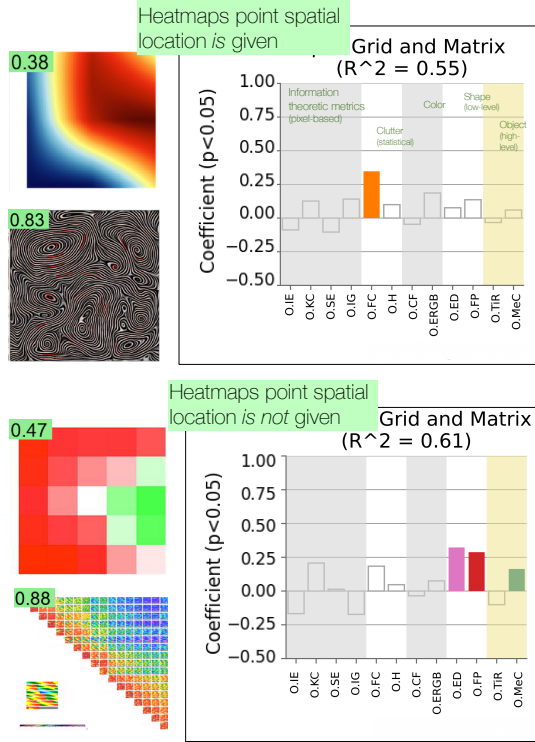 Heatmaps point spatial
location is given
Grid and Matrix
(R^2 = 0.55)
0.38
0.83
Coefficient (p<0.05)
1.00
0.75
0.50
0.25
0.00
−0.25
−0.50
Information
theoretic metrics
(pixel-based)
Clutter
(statistical)
Color
Shape
(low-level)
Object
(high-
level)
O.IE
O.KC
O.SE
O.IG
O.FC
O.H
O.CF
O.ERGB
O.ED
O.FP
O.TiR
O.MeC
Heatmaps point spatial
location is not given
Grid and Matrix
(R^2 = 0.61)
0.47
0.88
Coefficient (p<0.05)
1.00
0.75
0.50
0.25
0.00
−0.25
−0.50
O.IE
O.KC
O.SE
O.IG
O.FC
O.H
O.CF
O.ERGB
O.ED
O.FP
O.TiR
O.MeC